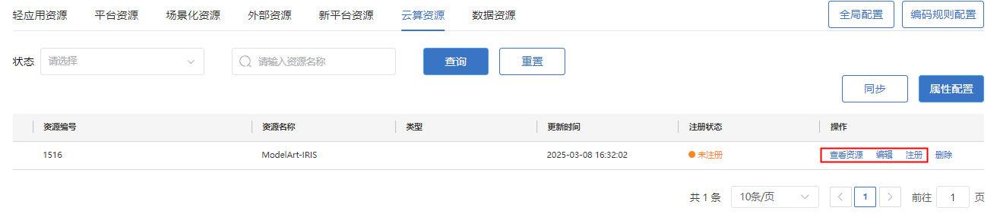 轻应用资源 平台资源 场景化资源 外部资源 新平台资源 云算资源 数据资源 全局配置 编码规则配置
状态 请选择 请输入资源名称 查询 重置
同步 属性配置
资源编号 资源名称 类型 更新时间 注册状态 操作
1516 ModelArt-IRIS 2025-03-08 16:32:02 未注册 查看资源 编辑 注册 删除
共 1 条 10条/页 1 前往 1 页